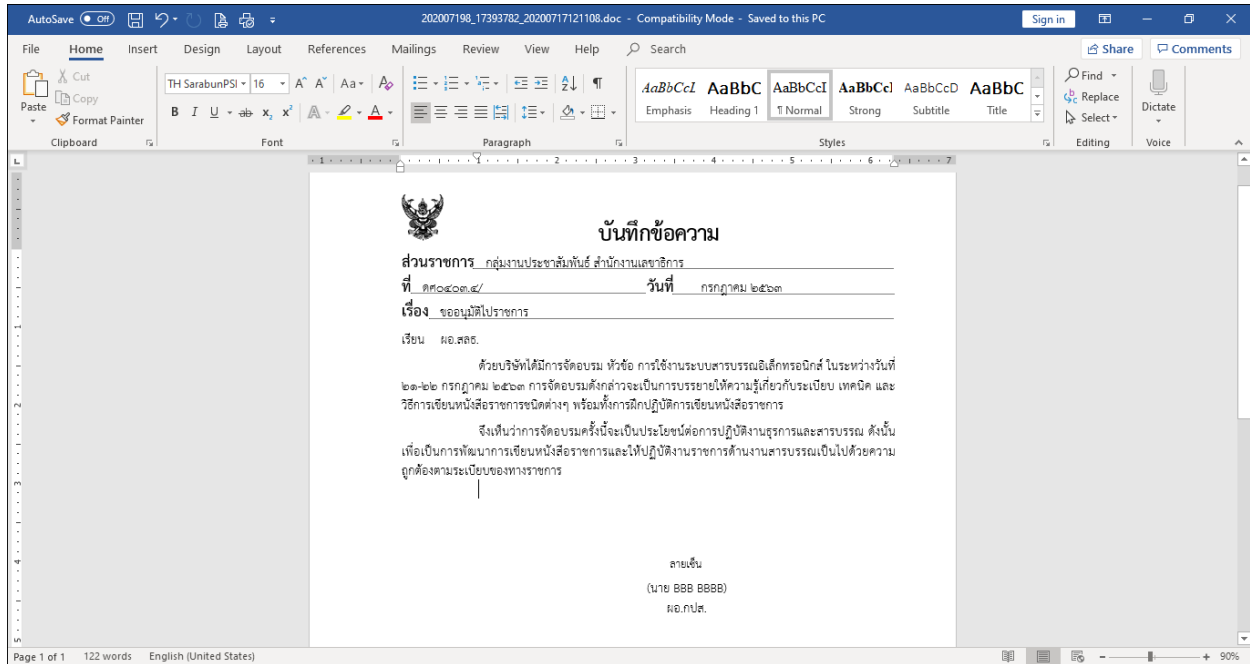 AutoSave Off 202007198_17393782_20200717121108.doc - Compatibility Mode - Saved to this PC Sign in
File Home Insert Design Layout References Mailings Review View Help Search Share Comments
Paste Cut Copy Format Painter
TH SarabunPSI 16
AaBbCcI AaBbC AaBbCcI AaBbCcI AaBbCcD AaBbC
Emphasis Heading 1 ¶ Normal Strong Subtitle Title
Find Replace Select
Dictate
Clipboard Font Paragraph Styles Editing Voice
บันทึกข้อความ
ส่วนราชการ กลุ่มงานประชาสัมพันธ์ สำนักงานเลขาธิการ
ที่ ดศ๐๔๐๓.๔/ วันที่ กรกฎาคม ๒๕๖๓
เรื่อง ขออนุมัติไปราชการ
เรียน ผอ.สลธ.
ด้วยบริษัทได้มีการจัดอบรม หัวข้อ การใช้งานระบบสารบรรณอิเล็กทรอนิกส์ ในระหว่างวันที่
๒๑-๒๒ กรกฎาคม ๒๕๖๓ การจัดอบรมดังกล่าวจะเป็นการบรรยายให้ความรู้เกี่ยวกับระเบียบ เทคนิค และ
วิธีการเขียนหนังสือราชการชนิดต่างๆ พร้อมทั้งการฝึกปฏิบัติการเขียนหนังสือราชการ
จึงเห็นว่าการจัดอบรมครั้งนี้จะเป็นประโยชน์ต่อการปฏิบัติงานธุรการและสารบรรณ ดังนั้น
เพื่อเป็นการพัฒนาการเขียนหนังสือราชการและให้ปฏิบัติงานราชการด้านงานสารบรรณเป็นไปด้วยความ
ถูกต้องตามระเบียบของทางราชการ
ลายเซ็น
(นาย BBB BBBB)
ผอ.กปส.
Page 1 of 1 122 words English (United States) 90%